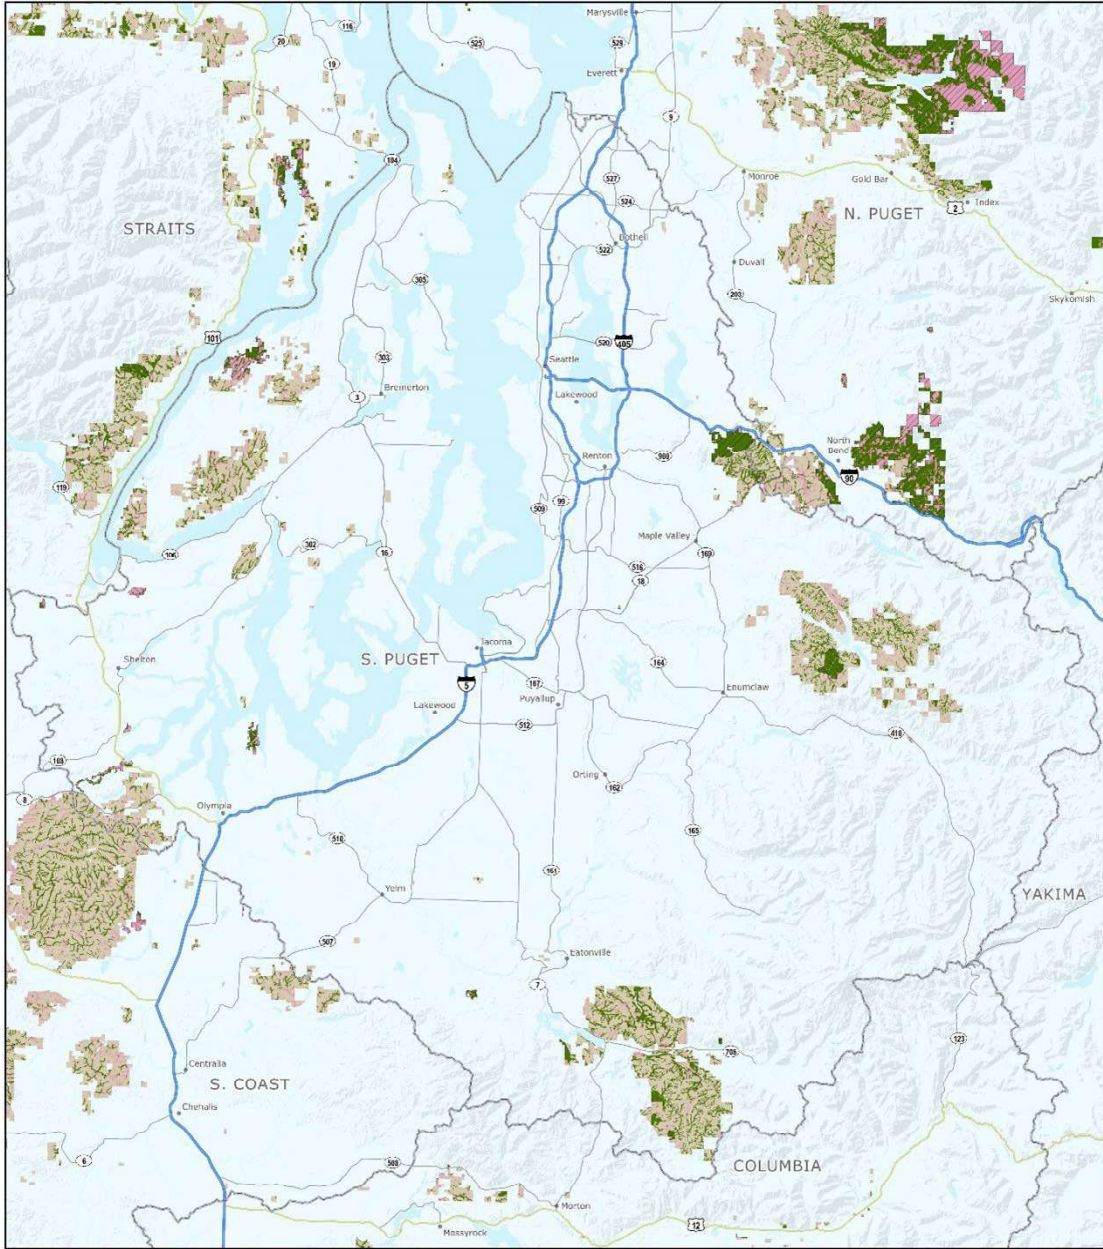 Marysville
116
20
525
529
19
Everett
9
104
527
Monroe
524
Gold Bar
Index
2
N. PUGET
STRAITS
Bothell
522
Duvall
305
203
Skykomish
101
520
405
303
Seattle
Bremerton
3
Lakewood
North
Bend
Renton
900
90
119
99
509
Maple Valley
302
106
16
169
516
18
Tacoma
S. PUGET
Shelton
164
5
167
Enumclaw
Lakewood
Puyallup
512
410
108
Orting
162
8
Olympia
510
165
161
Yelm
YAKIMA
507
Eatonville
7
123
706
Centralia
S. COAST
Chehalis
6
508
COLUMBIA
Morton
12
Mossyrock